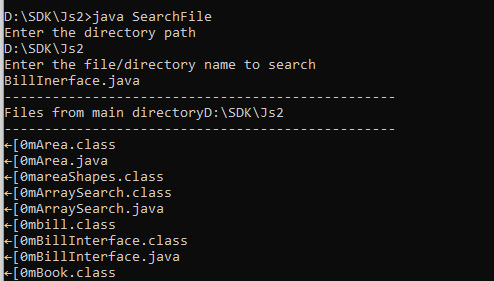 D:\SDK\Js2>java SearchFile
Enter the directory path
D:\SDK\Js2
Enter the file/directory name to search
BillInerface.java
-------------------------------------------------
Files from main directoryD:\SDK\Js2
-------------------------------------------------
←[0mArea.class
←[0mArea.java
←[0mareaShapes.class
←[0mArraySearch.class
←[0mArraySearch.java
←[0mbill.class
←[0mBillInterface.class
←[0mBillInterface.java
←[0mBook.class